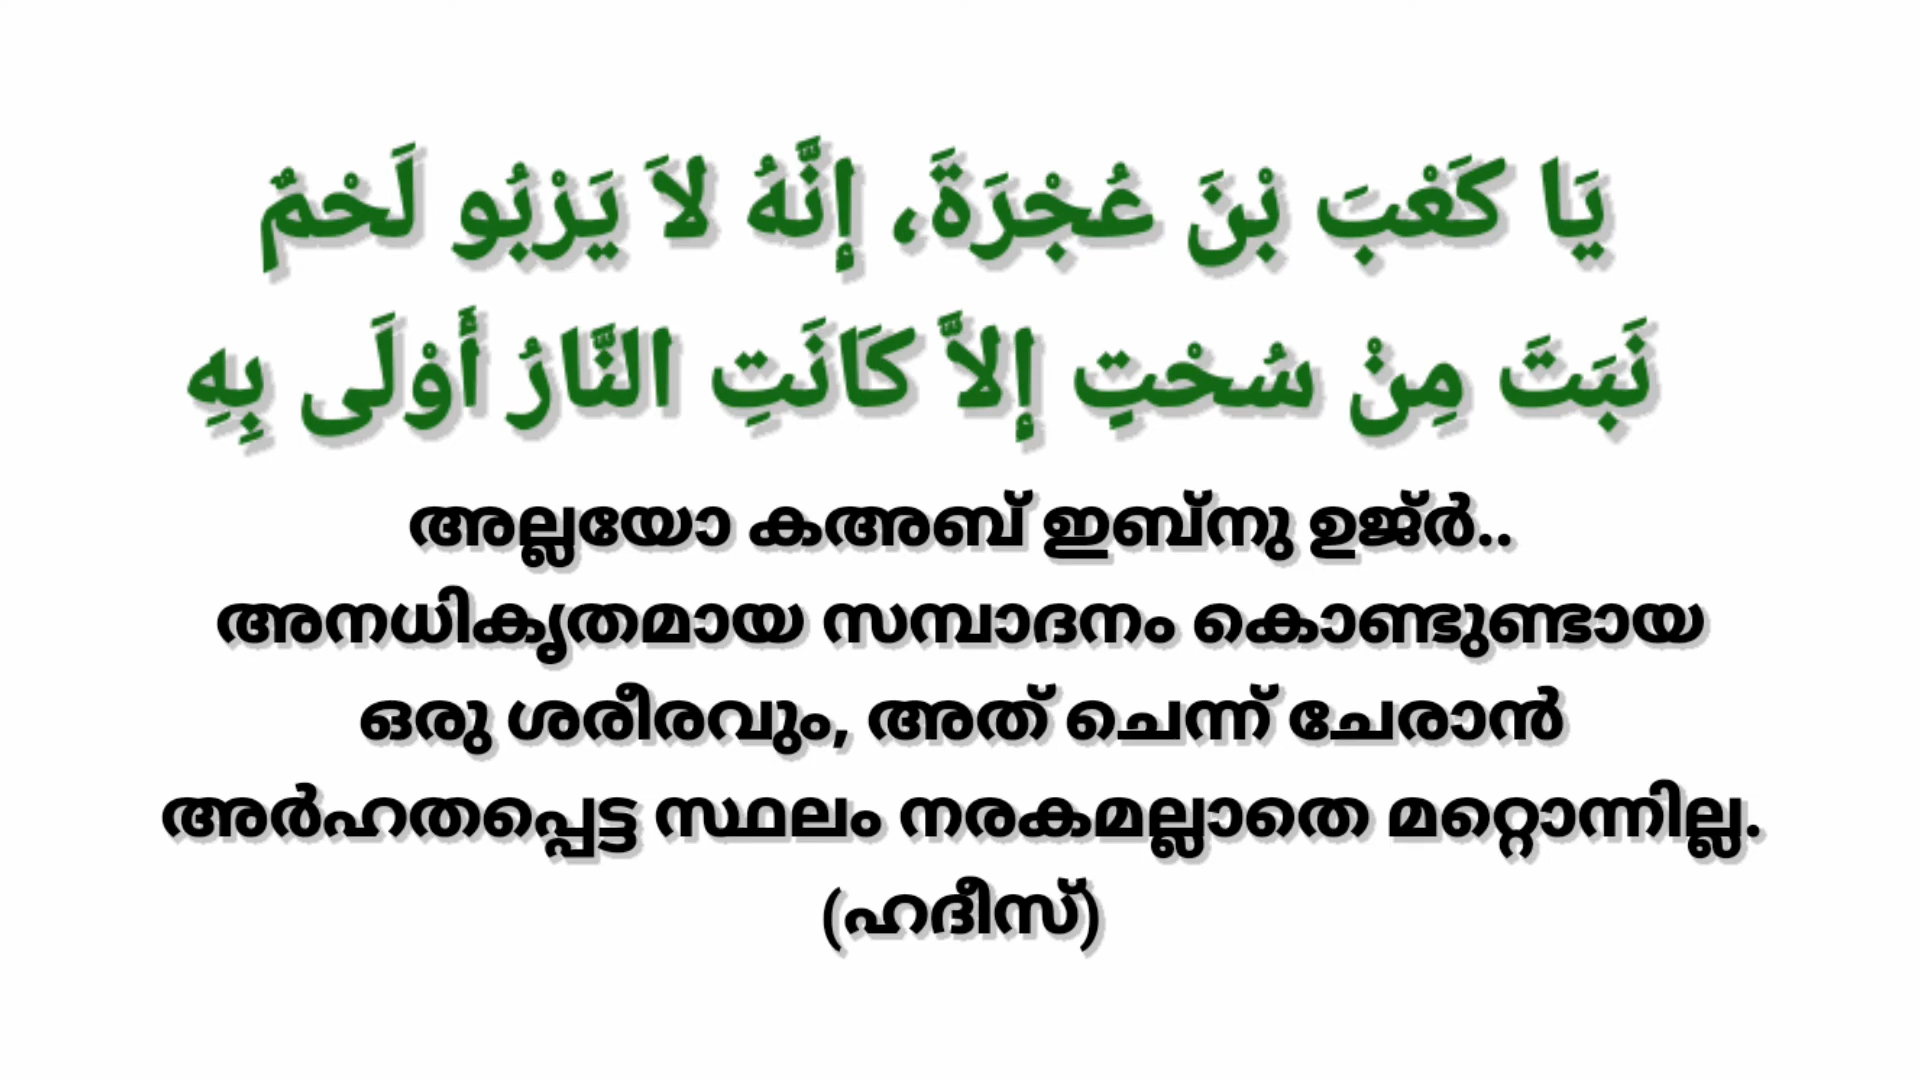 يَا كَعْبَ بْنَ عُجْرَةَ، إِنَّهُ لاَ يَرْبُو لَحْمٌ
نَبَتَ مِنْ سُحْتٍ إِلاَّ كَانَتِ النَّارُ أَوْلَى بِهِ
അല്ലയോ കഅബ് ഇബ്നു ഉജ്ർ..
അനധികൃതമായ സമ്പാദനം കൊണ്ടുണ്ടായ
ഒരു ശരീരവും, അത് ചെന്ന് ചേരാൻ
അർഹതപ്പെട്ട സ്ഥലം നരകമല്ലാതെ മറ്റൊന്നില്ല.
(ഹദീസ്)